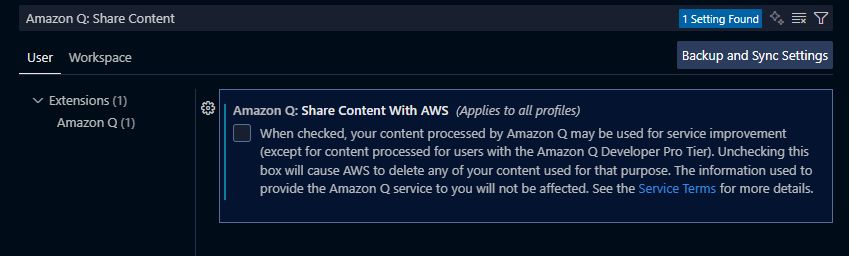 Amazon Q: Share Content
1 Setting Found
User Workspace
Backup and Sync Settings
Extensions (1)
Amazon Q (1)
Amazon Q: Share Content With AWS (Applies to all profiles)
When checked, your content processed by Amazon Q may be used for service improvement
(except for content processed for users with the Amazon Q Developer Pro Tier). Unchecking this
box will cause AWS to delete any of your content used for that purpose. The information used to
provide the Amazon Q service to you will not be affected. See the Service Terms for more details.